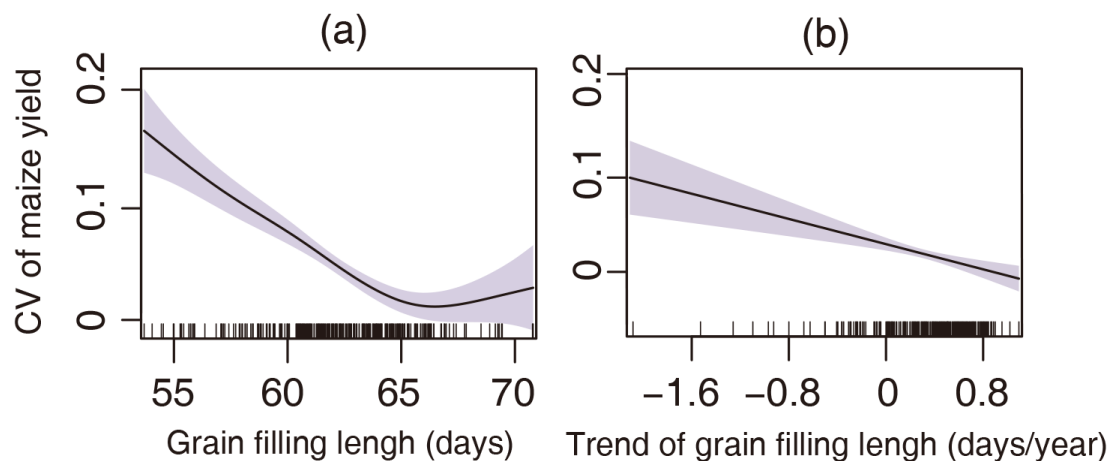 (a)
(b)
CV of maize yield
0.2
0.1
0
0.2
0.1
0
55
60
65
70
−1.6
−0.8
0
0.8
Grain filling lengh (days)
Trend of grain filling lengh (days/year)